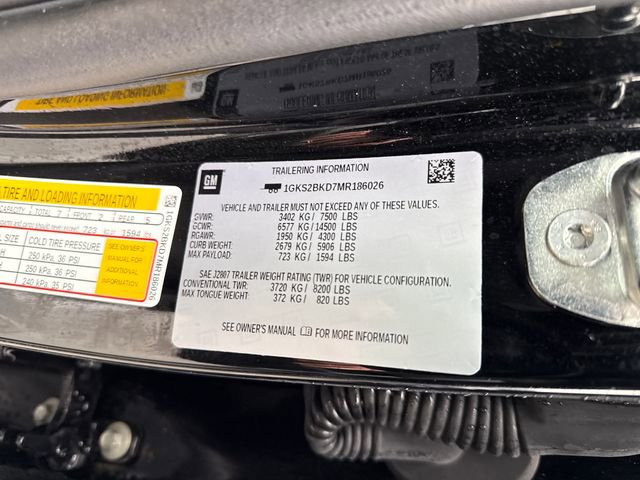 TIRE AND LOADING INFORMATION
CAPACITY TOTAL 7 FRONT 2 REAR 5
723 3594
SIZE COLD TIRE PRESSURE
250 kPa, 36 PSI
250 kPa, 36 PSI
240 kPa, 35 PSI
SEE OWNER'S
MANUAL FOR
ADDITIONAL
INFORMATION
1GKS2BKD7MR186026
GM
TRAILERING INFORMATION
1GKS2BKD7MR186026
VEHICLE AND TRAILER MUST NOT EXCEED ANY OF THESE VALUES.
GVWR: 3402 KG / 7500 LBS
GCWR: 6577 KG / 14500 LBS
RGAWR: 1950 KG / 4300 LBS
CURB WEIGHT: 2679 KG / 5906 LBS
MAX PAYLOAD: 723 KG / 1594 LBS
SAE J2807 TRAILER WEIGHT RATING (TWR) FOR VEHICLE CONFIGURATION.
CONVENTIONAL TWR: 3720 KG / 8200 LBS
MAX TONGUE WEIGHT: 372 KG / 820 LBS
SEE OWNER'S MANUAL FOR MORE INFORMATION